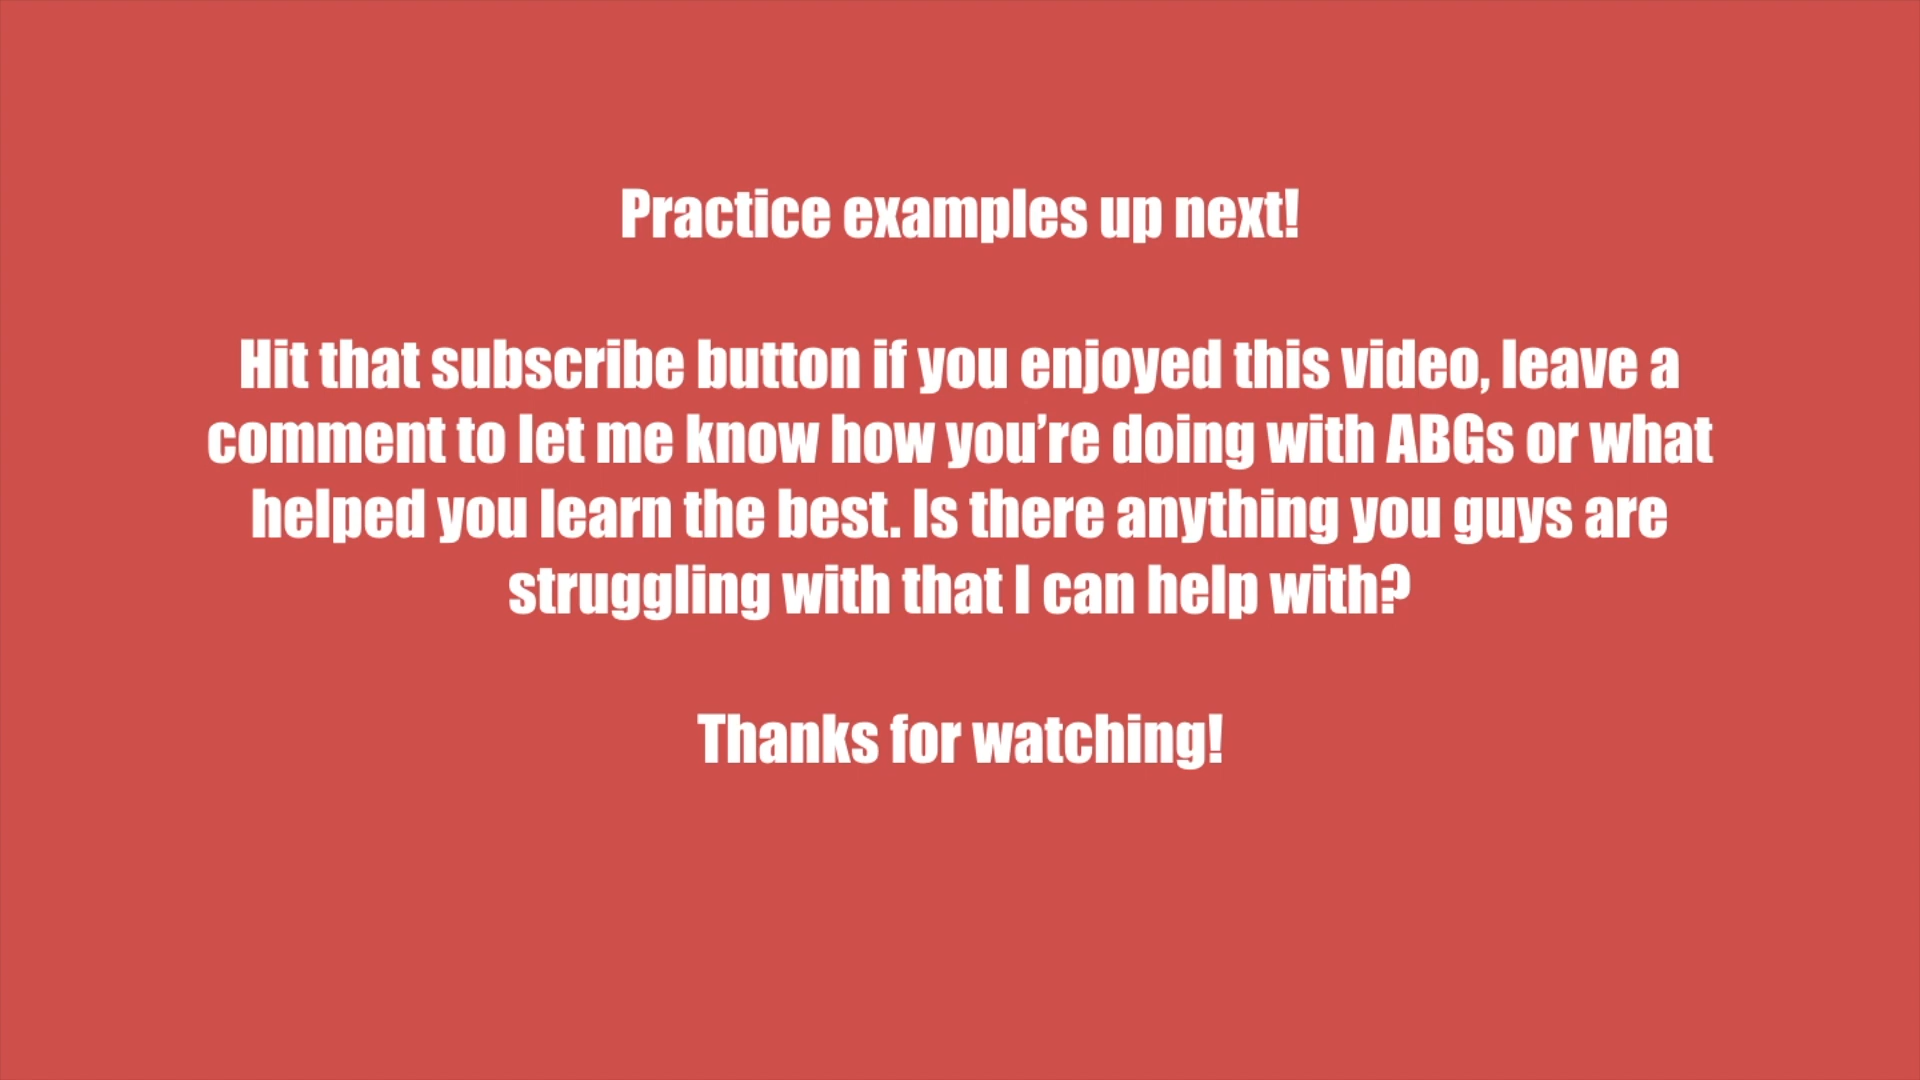 Practice examples up next!
Hit that subscribe button if you enjoyed this video, leave a
comment to let me know how you’re doing with ABGs or what
helped you learn the best. Is there anything you guys are
struggling with that I can help with?
Thanks for watching!